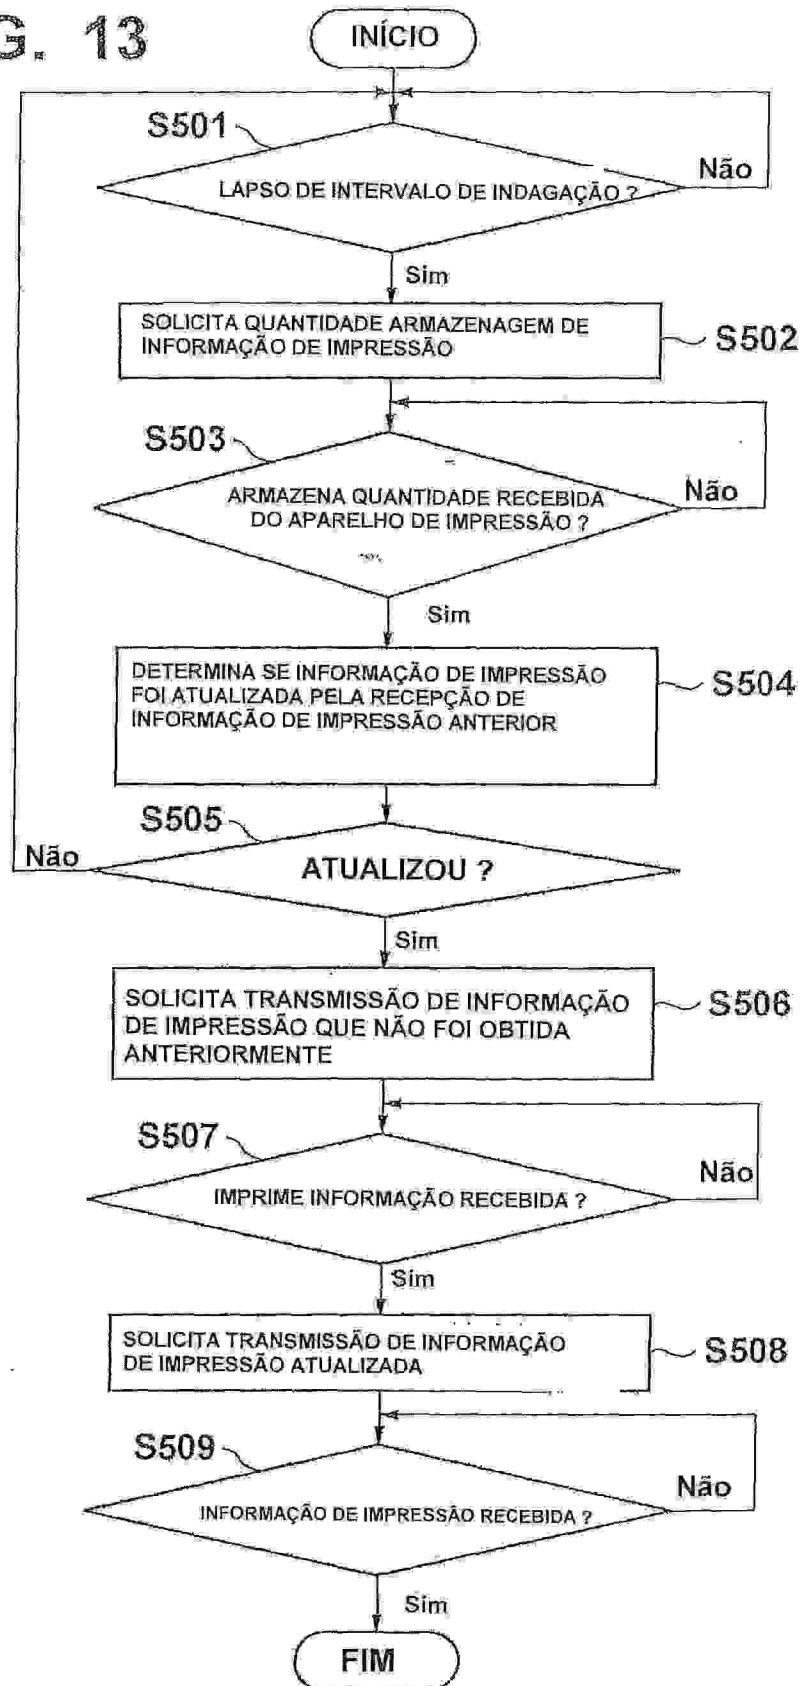 G. 13
INÍCIO
S501
LAPSO DE INTERVALO DE INDAGAÇÃO ?
Não
Sim
SOLICITA QUANTIDADE ARMAZENAGEM DE
INFORMAÇÃO DE IMPRESSÃO
S502
S503
ARMAZENA QUANTIDADE RECEBIDA
DO APARELHO DE IMPRESSÃO ?
Não
Sim
DETERMINA SE INFORMAÇÃO DE IMPRESSÃO
FOI ATUALIZADA PELA RECEPÇÃO DE
INFORMAÇÃO DE IMPRESSÃO ANTERIOR
S504
S505
Não
ATUALIZOU ?
Sim
SOLICITA TRANSMISSÃO DE INFORMAÇÃO
DE IMPRESSÃO QUE NÃO FOI OBTIDA
ANTERIORMENTE
S506
S507
IMPRIME INFORMAÇÃO RECEBIDA ?
Não
Sim
SOLICITA TRANSMISSÃO DE INFORMAÇÃO
DE IMPRESSÃO ATUALIZADA
S508
S509
INFORMAÇÃO DE IMPRESSÃO RECEBIDA ?
Não
Sim
FIM